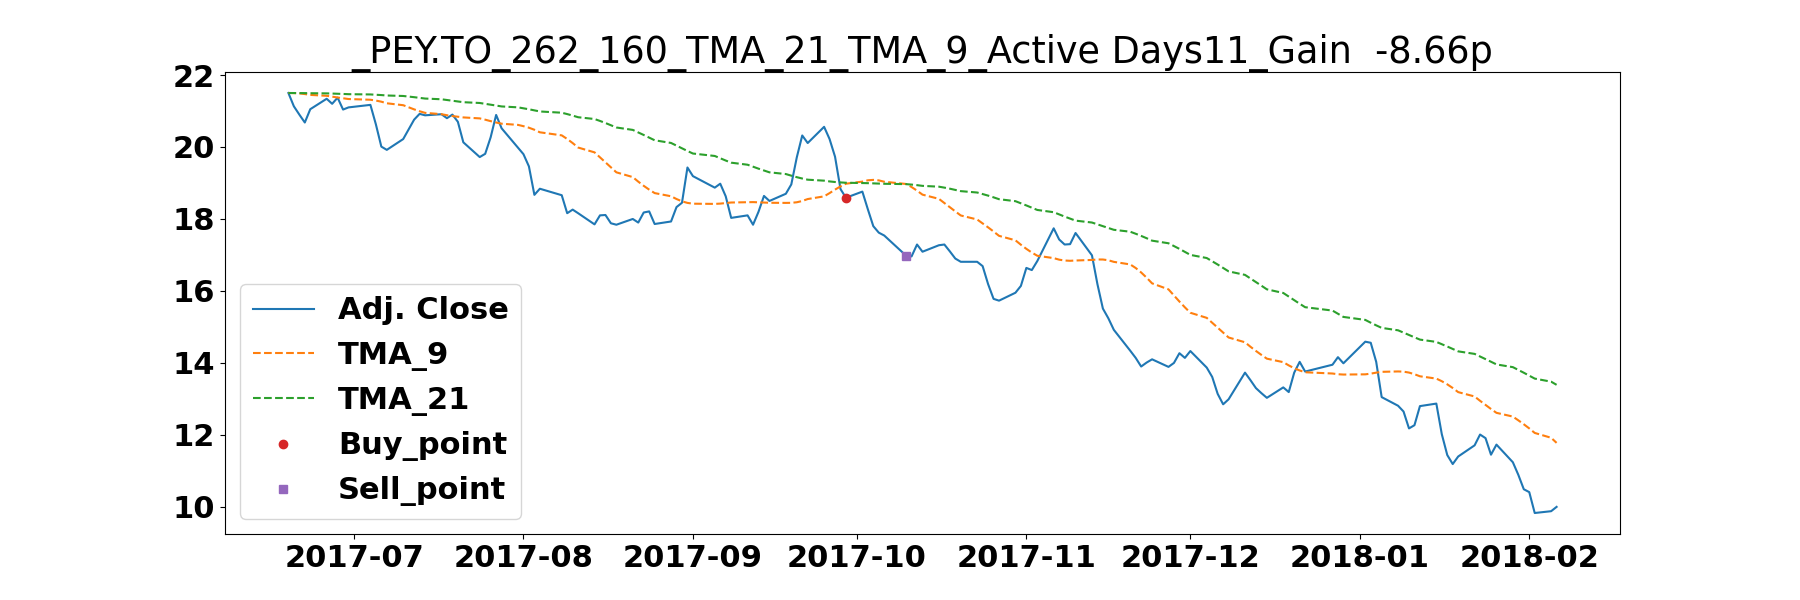 _PEY.TO_262_160_TMA_21_TMA_9_Active Days11_Gain  -8.66p
22
20
18
16
14
12
10
Adj. Close
TMA_9
TMA_21
Buy_point
Sell_point
2017-07 2017-08 2017-09 2017-10 2017-11 2017-12 2018-01 2018-02